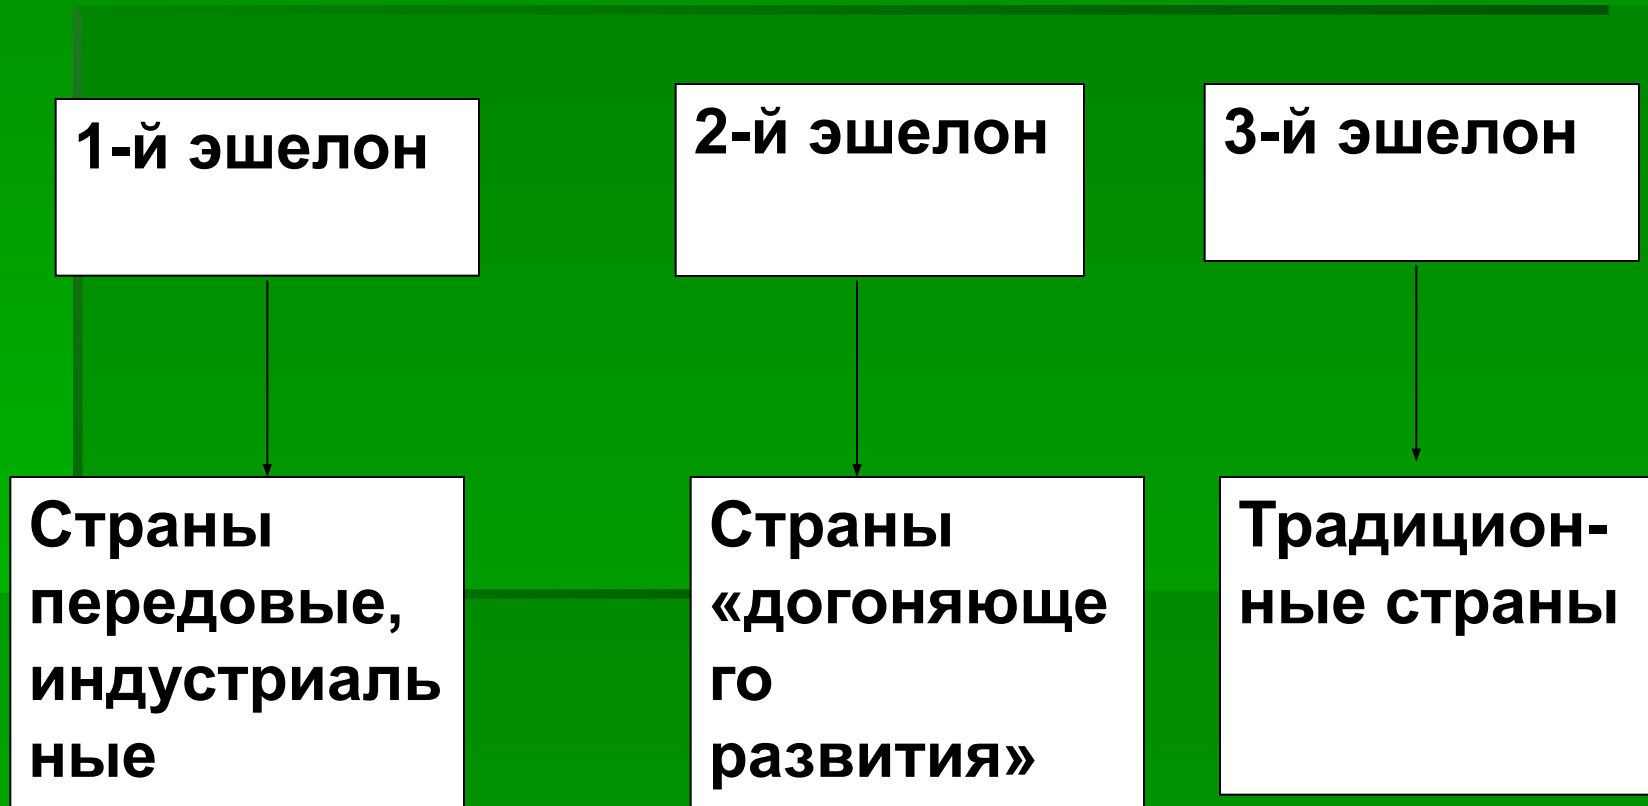 1-й эшелон
2-й эшелон
3-й эшелон
Страны
передовые,
индустриаль
ные
Страны
«догоняюще
го
развития»
Традицион-
ные страны